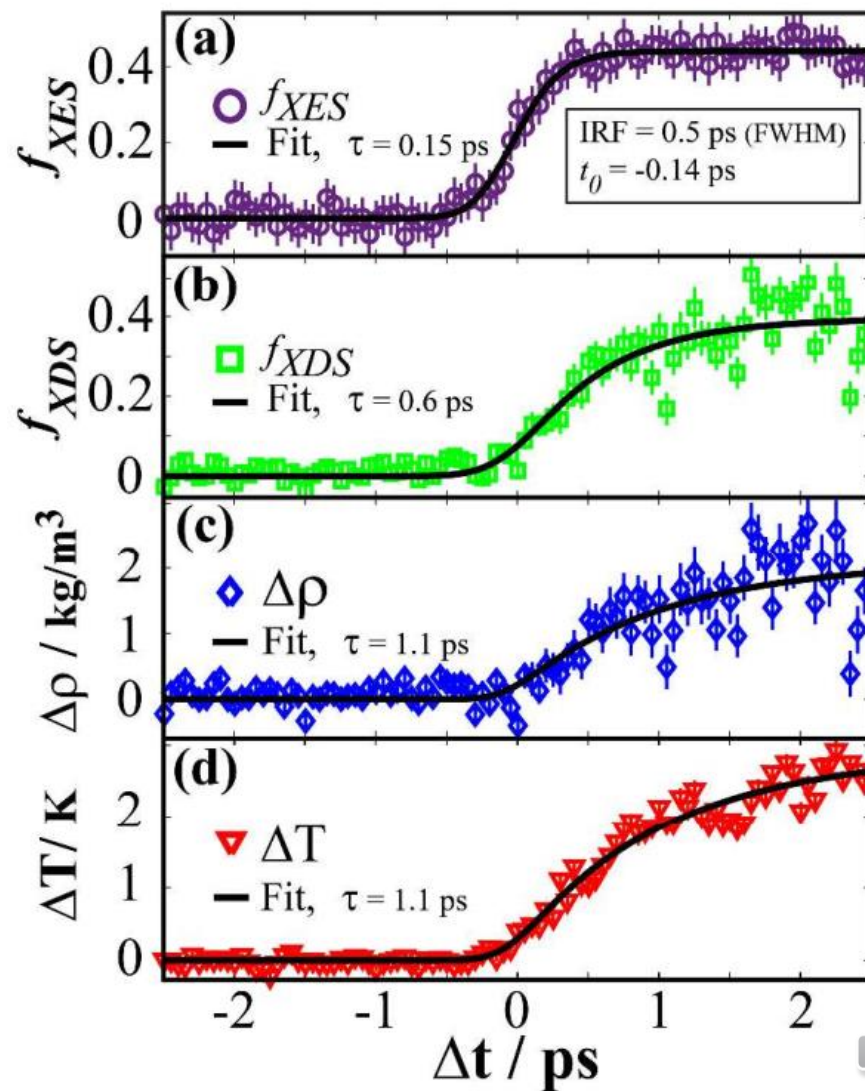 (a)
f_XES
0.4
0.2
0
f_XES
Fit, τ = 0.15 ps
IRF = 0.5 ps (FWHM)
t_0 = -0.14 ps
(b)
f_XDS
0.4
0.2
0
f_XDS
Fit, τ = 0.6 ps
(c)
Δρ / kg/m³
2
1
0
Δρ
Fit, τ = 1.1 ps
(d)
ΔT/ K
2
1
0
ΔT
Fit, τ = 1.1 ps
-2 -1 0 1 2
Δt / ps